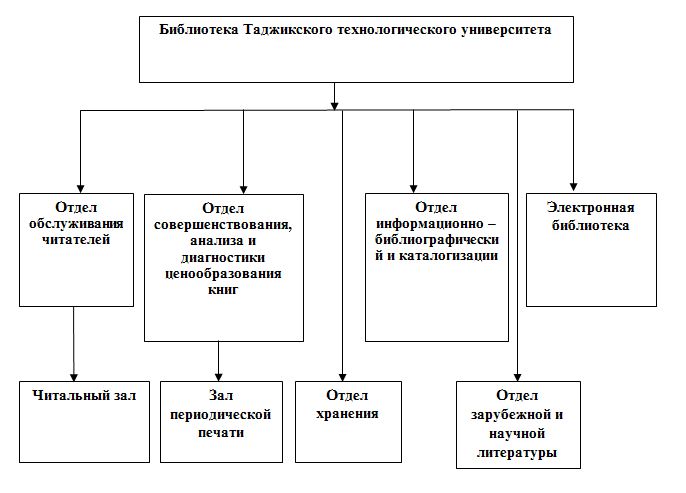 Библиотека Таджикского технологического университета
Отдел
обслуживания
читателей
Отдел
совершенствования,
анализа и
диагностики
ценообразования
книг
Отдел
информационно –
библиографически
й и каталогизации
Электронная
библиотека
Читальный зал
Зал
периодической
печати
Отдел
хранения
Отдел
зарубежной и
научной
литературы